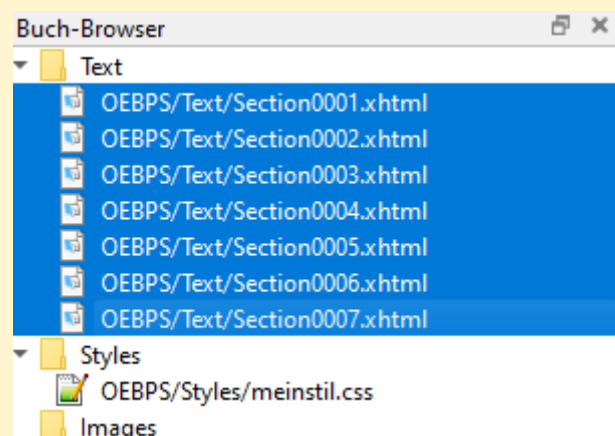 Buch-Browser
Text
OEBPS/Text/Section0001.xhtml
OEBPS/Text/Section0002.xhtml
OEBPS/Text/Section0003.xhtml
OEBPS/Text/Section0004.xhtml
OEBPS/Text/Section0005.xhtml
OEBPS/Text/Section0006.xhtml
OEBPS/Text/Section0007.xhtml
Styles
OEBPS/Styles/meinstil.css
Images